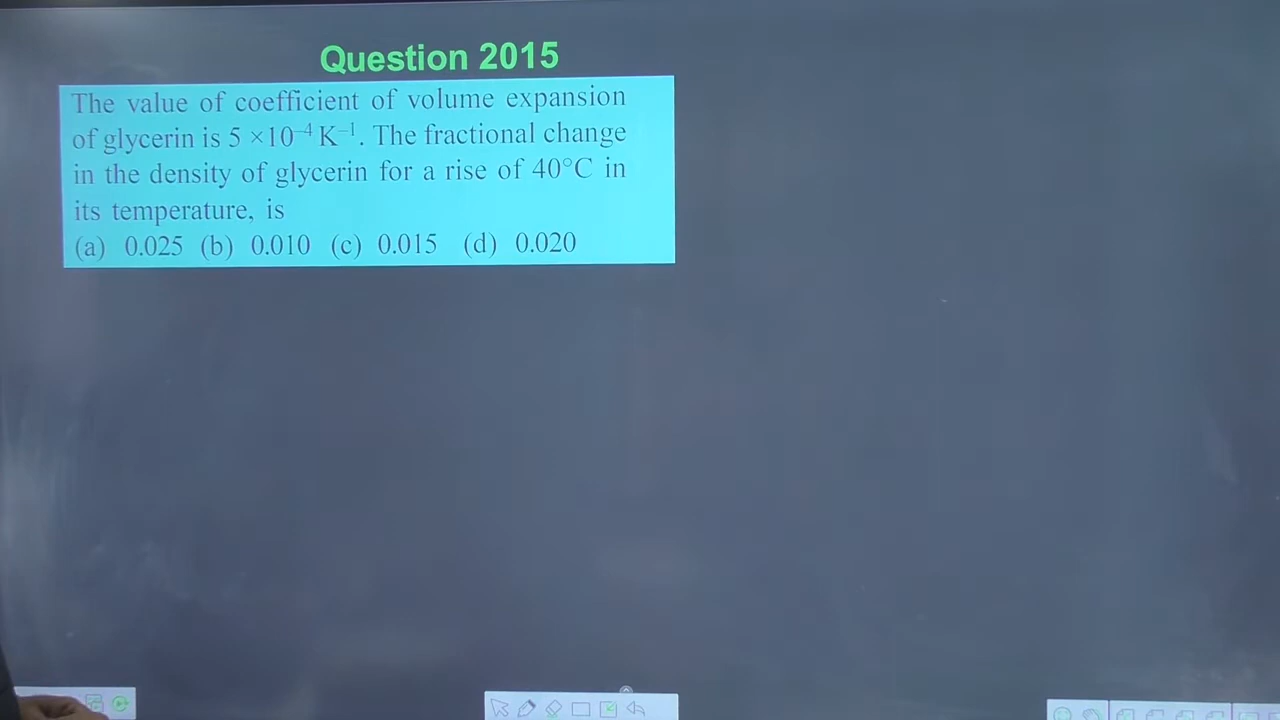 Question 2015
The value of coefficient of volume expansion
of glycerin is 5 ×10⁻⁴ K⁻¹. The fractional change
in the density of glycerin for a rise of 40°C in
its temperature, is
(a) 0.025 (b) 0.010 (c) 0.015 (d) 0.020